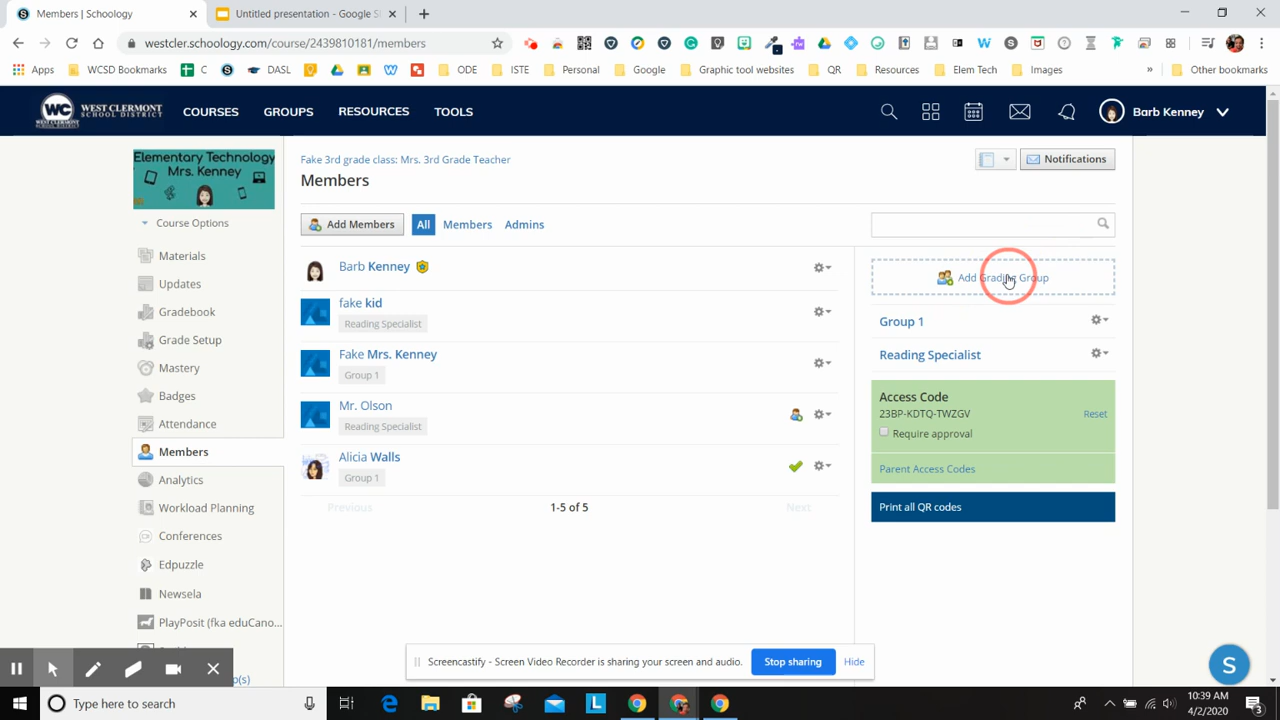 Members | Schoology
Untitled presentation - Google Sl
westcler.schoology.com/course/2439810181/members
Apps
WCSD Bookmarks
C
DASL
ODE
ISTE
Personal
Google
Graphic tool websites
QR
Resources
Elem Tech
Images
Other bookmarks
WC WEST CLERMONT
SCHOOL DISTRICT
COURSES
GROUPS
RESOURCES
TOOLS
Barb Kenney
Elementary Technology
Mrs. Kenney
Course Options
Materials
Updates
Gradebook
Grade Setup
Mastery
Badges
Attendance
Members
Analytics
Workload Planning
Conferences
Edpuzzle
Newsela
PlayPosit (fka eduCano...
Fake 3rd grade class: Mrs. 3rd Grade Teacher
Notifications
Members
Add Members
All
Members
Admins
Barb Kenney
fake kid
Reading Specialist
Fake Mrs. Kenney
Group 1
Mr. Olson
Reading Specialist
Alicia Walls
Group 1
Previous
1-5 of 5
Next
Add Grading Group
Group 1
Reading Specialist
Access Code
23BP-KDTQ-TWZGV
Reset
Require approval
Parent Access Codes
Print all QR codes
Screencastify - Screen Video Recorder is sharing your screen and audio.
Stop sharing
Hide
S
Type here to search
L
10:39 AM
4/2/2020
3